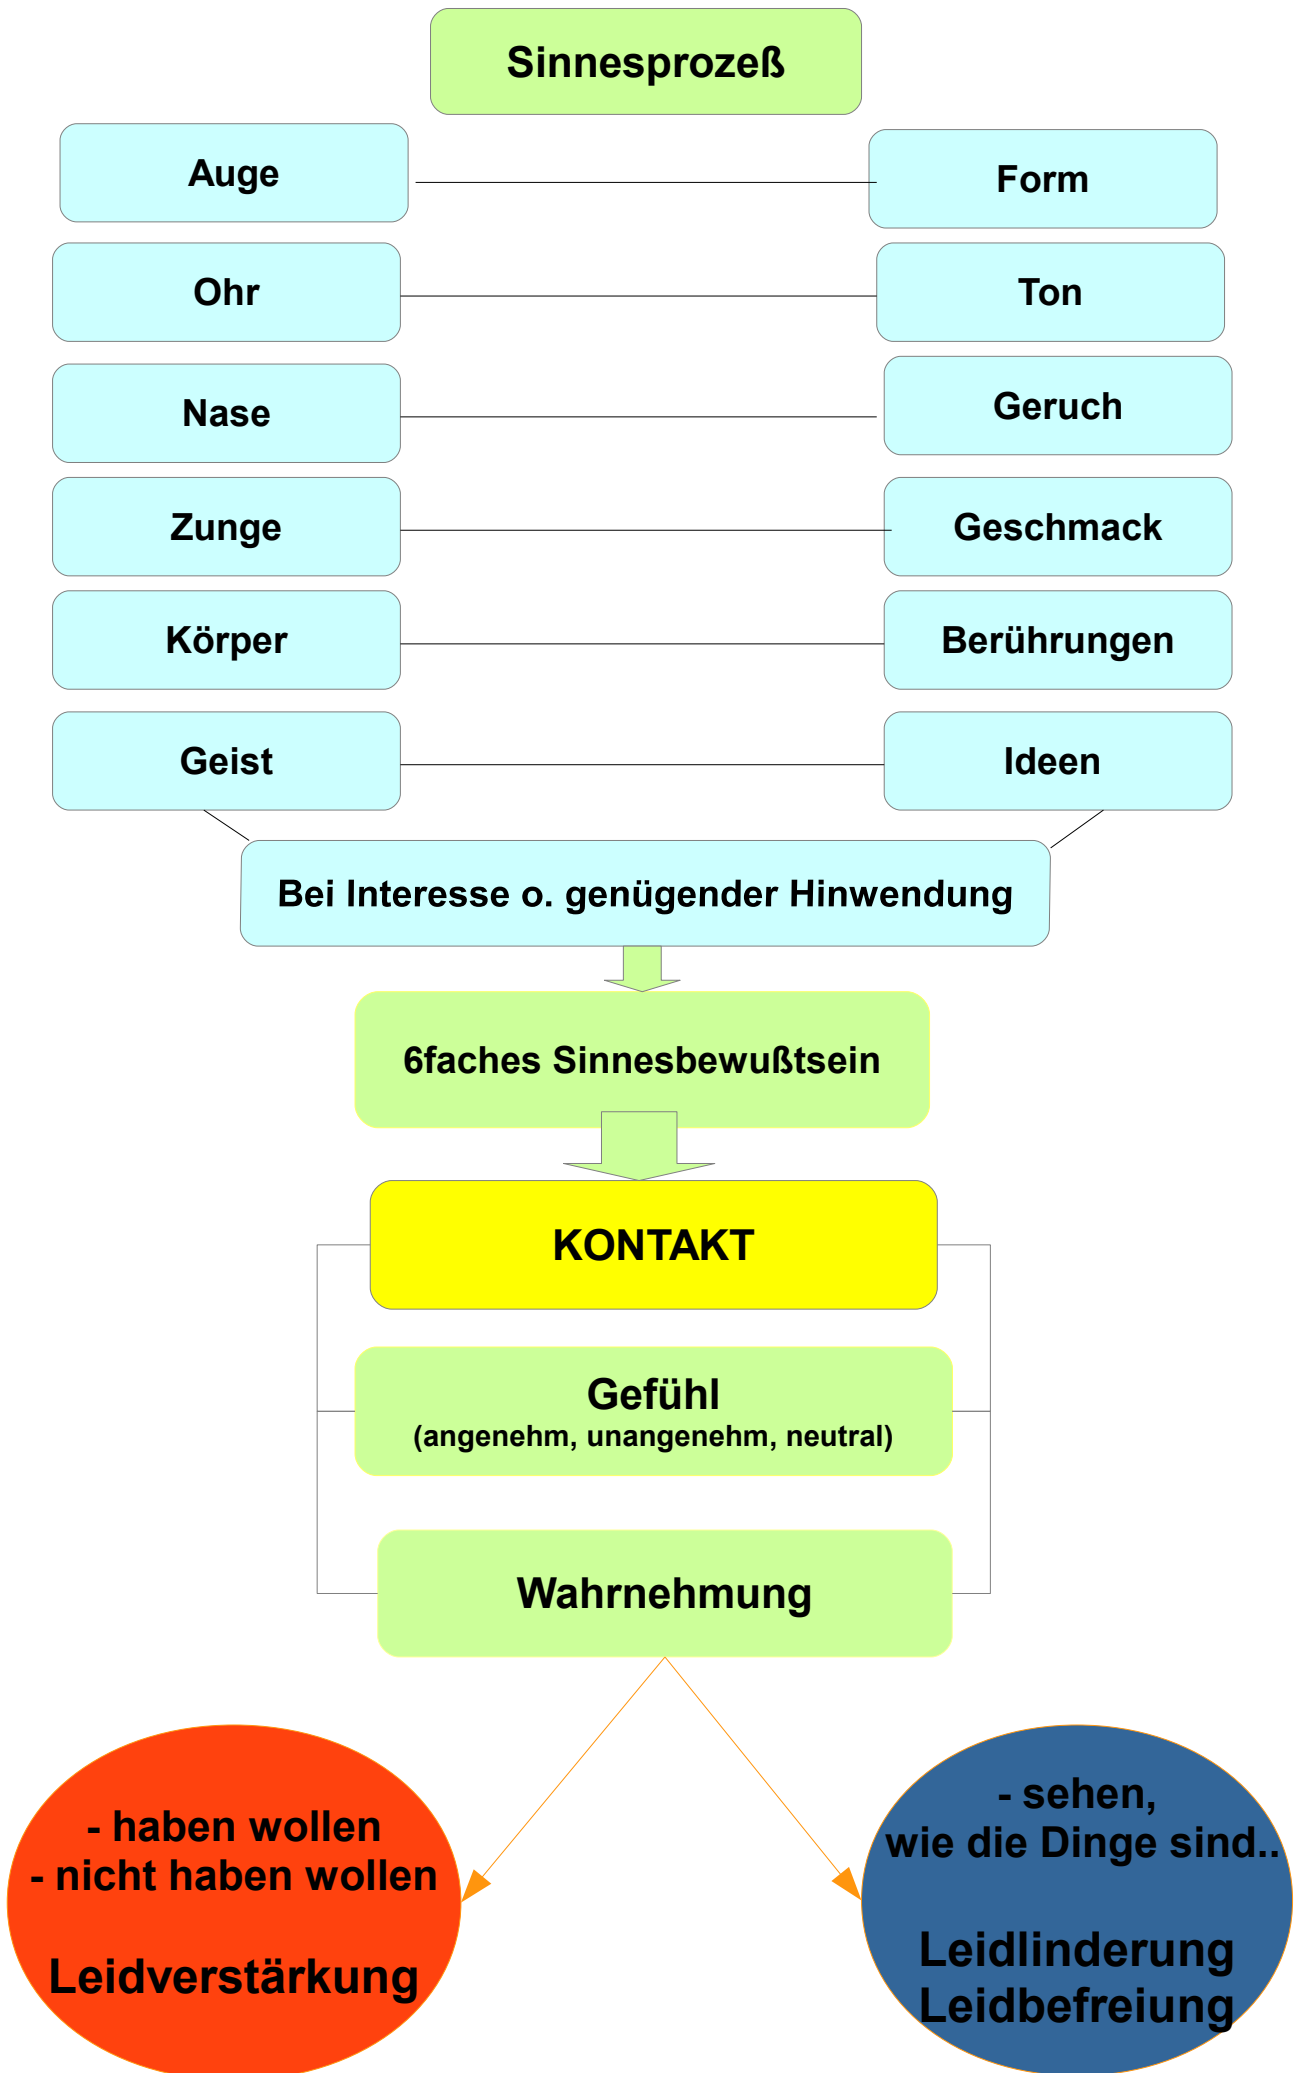 Sinnesprozeß
Auge
Form
Ohr
Ton
Nase
Geruch
Zunge
Geschmack
Körper
Berührungen
Geist
Ideen
Bei Interesse o. genügender Hinwendung
6faches Sinnesbewußtsein
KONTAKT
Gefühl
(angenehm, unangenehm, neutral)
Wahrnehmung
- haben wollen
- nicht haben wollen
Leidverstärkung
- sehen,
wie die Dinge sind..
Leidlinderung
Leidbefreiung